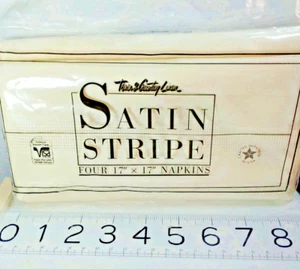 SATIN
STRIPE
FOUR 17" × 17" NAPKINS
0 1 2 3 4 5 6 7 8